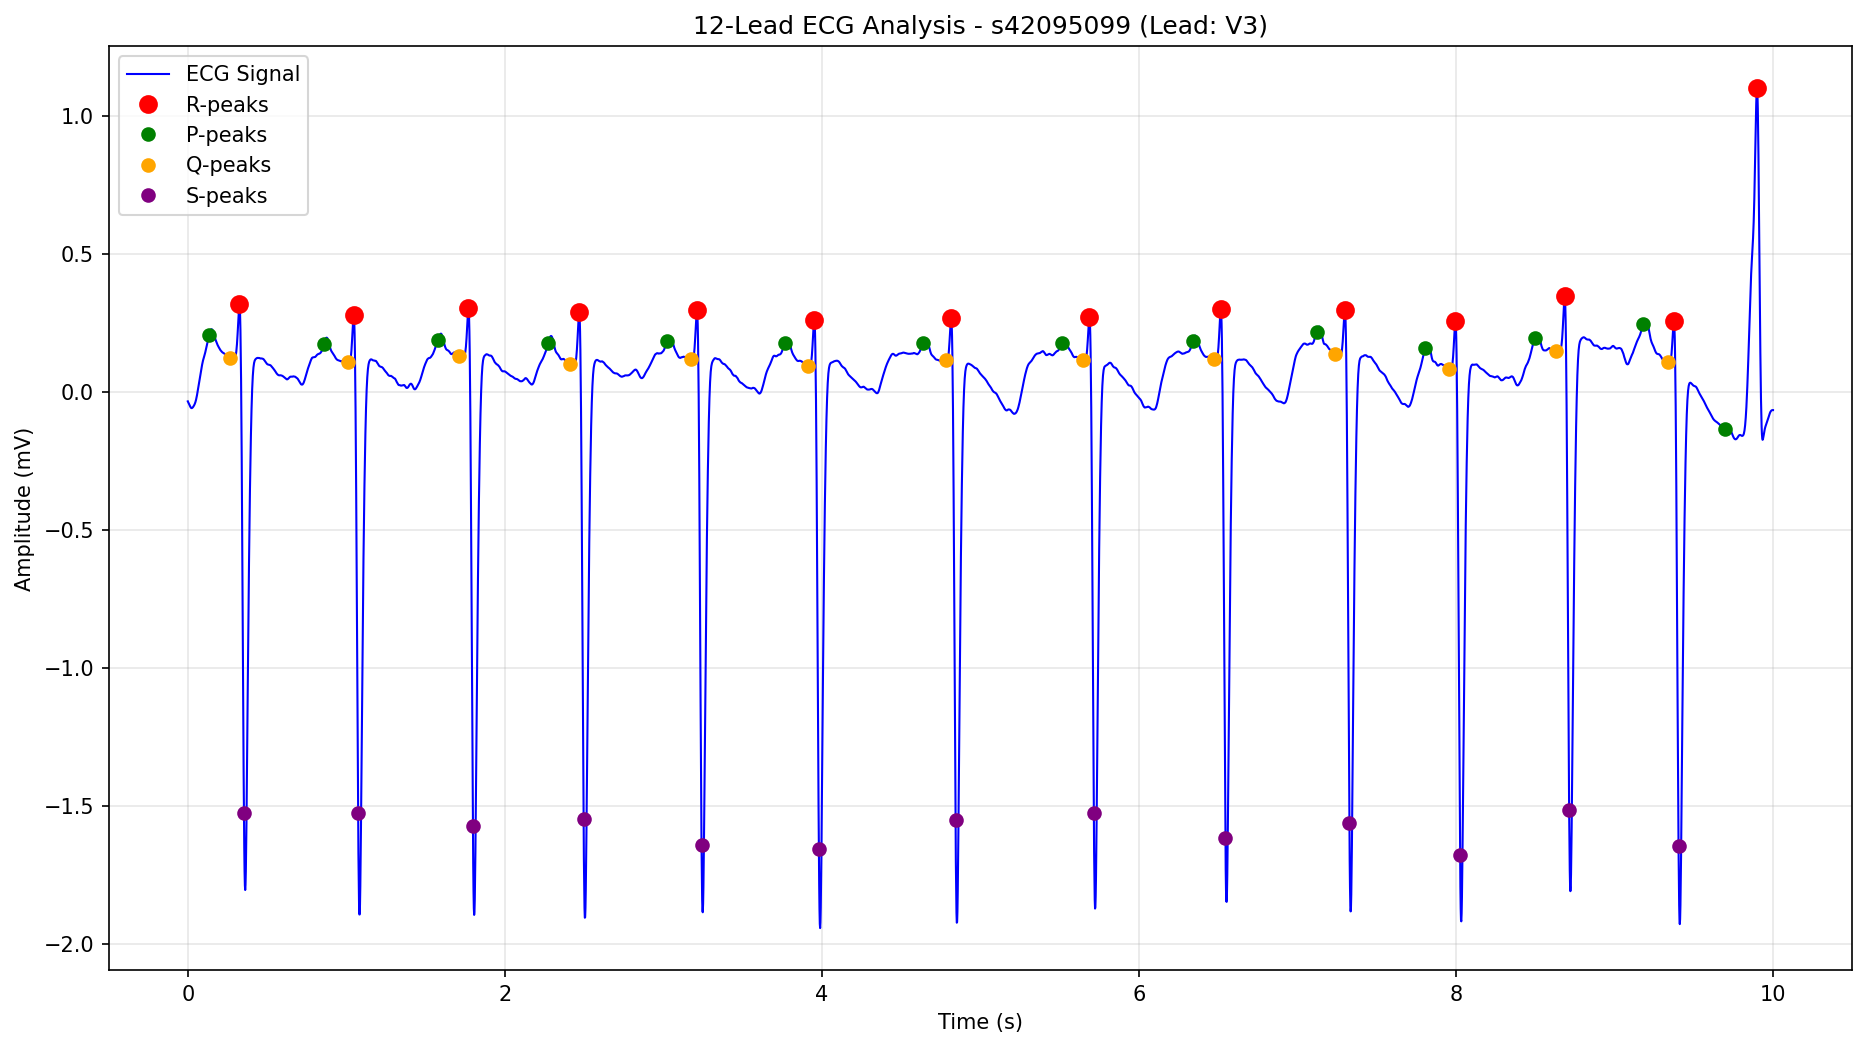 12-Lead ECG Analysis - s42095099 (Lead: V3)
ECG Signal
R-peaks
P-peaks
Q-peaks
S-peaks
1.0
0.5
0.0
−0.5
−1.0
−1.5
−2.0
Amplitude (mV)
0 2 4 6 8 10
Time (s)